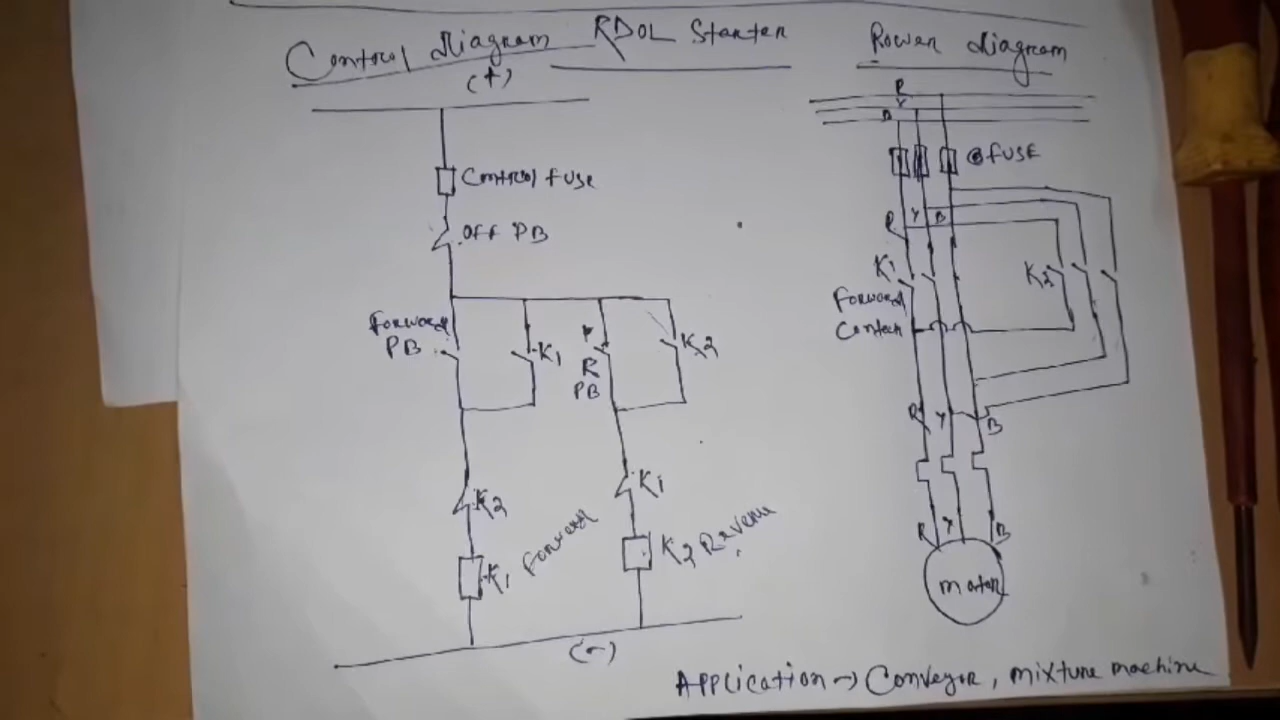 Control diagram RDOL Starter
(+)
Control fuse
off PB
Forward
PB
K1
R
PB
K2
K2
K1
K1 Forward
K2 Reverse
(-)
Power diagram
R
Y
B
FUSE
R Y B
K1
Forward
Contact
K2
R Y B
R Y B
motor
Application → Conveyor, mixture machine